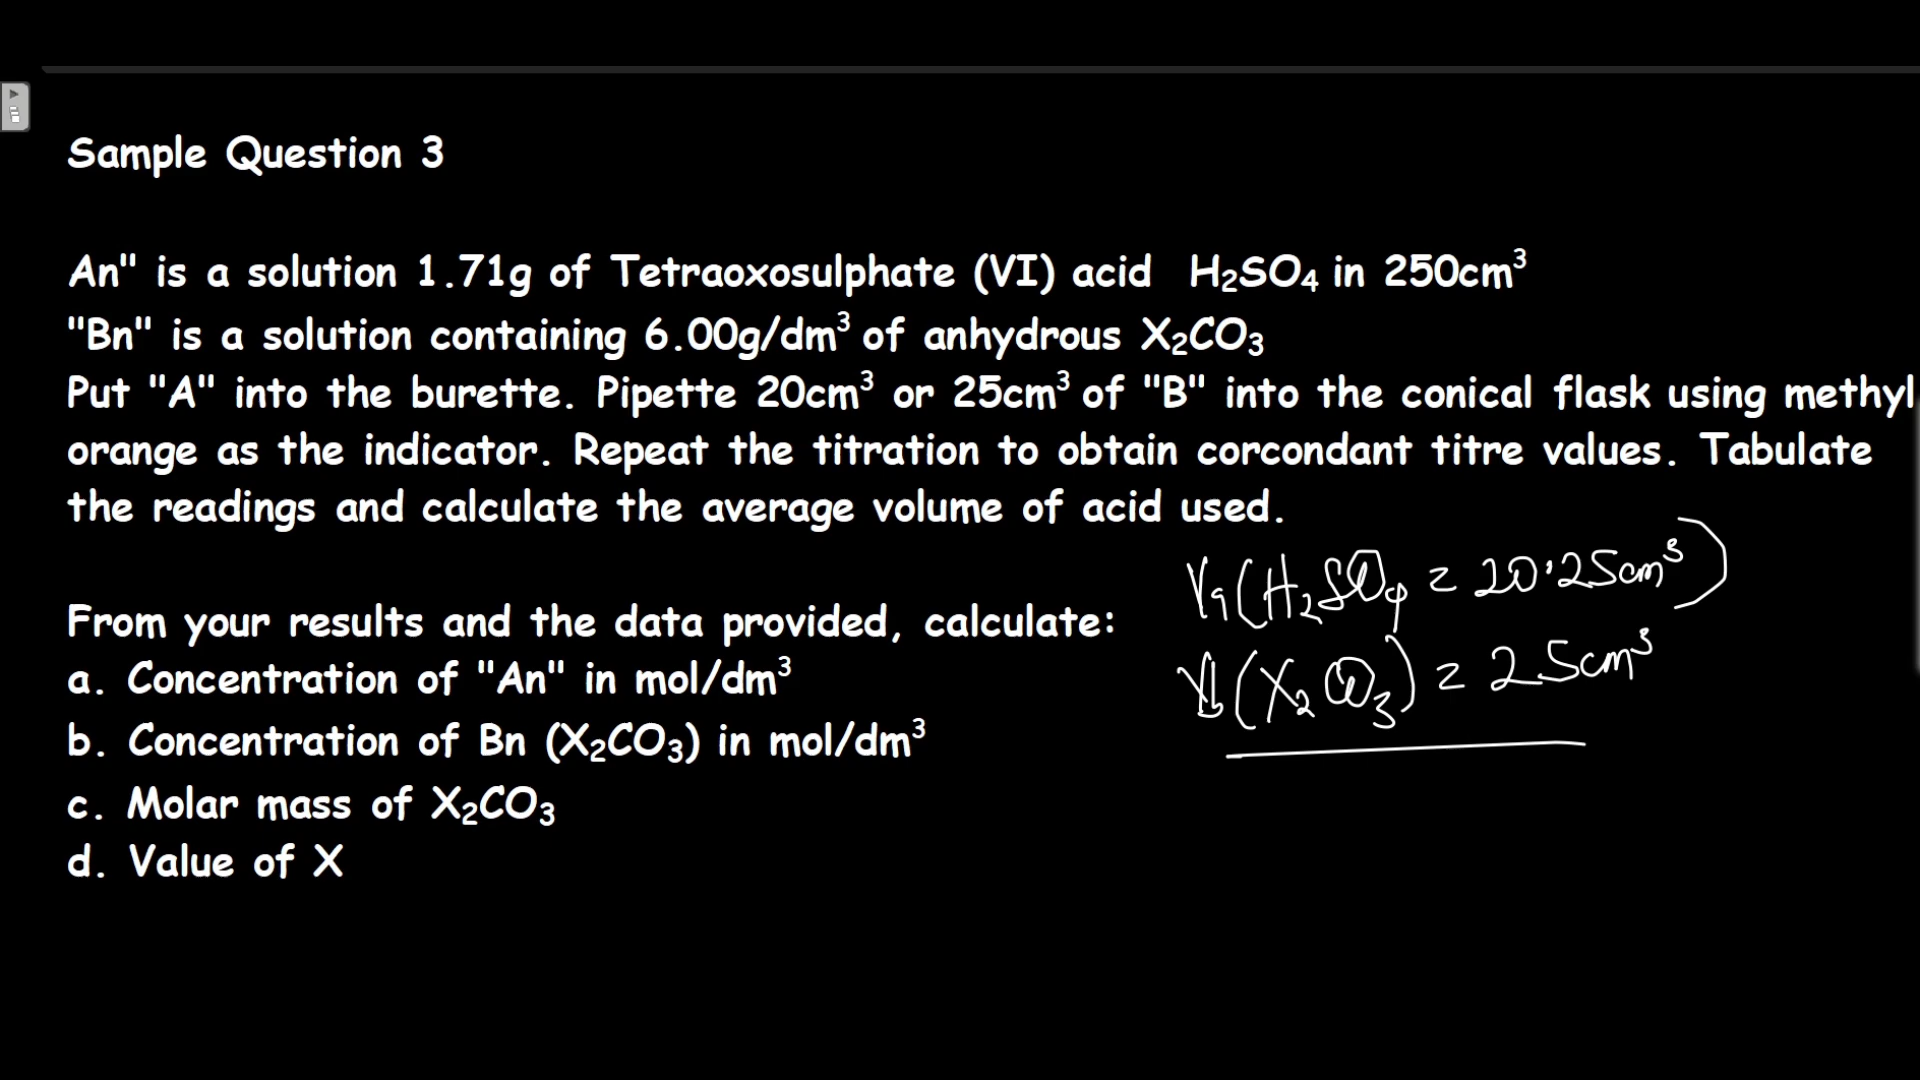 Sample Question 3
An" is a solution 1.71g of Tetraoxosulphate (VI) acid H₂SO₄ in 250cm³
"Bn" is a solution containing 6.00g/dm³ of anhydrous X₂CO₃
Put "A" into the burette. Pipette 20cm³ or 25cm³ of "B" into the conical flask using methyl
orange as the indicator. Repeat the titration to obtain corcondant titre values. Tabulate
the readings and calculate the average volume of acid used.
Va(H₂SO₄ = 20.25cm³)
Vb(X₂CO₃) = 25cm³
From your results and the data provided, calculate:
a. Concentration of "An" in mol/dm³
b. Concentration of Bn (X₂CO₃) in mol/dm³
c. Molar mass of X₂CO₃
d. Value of X